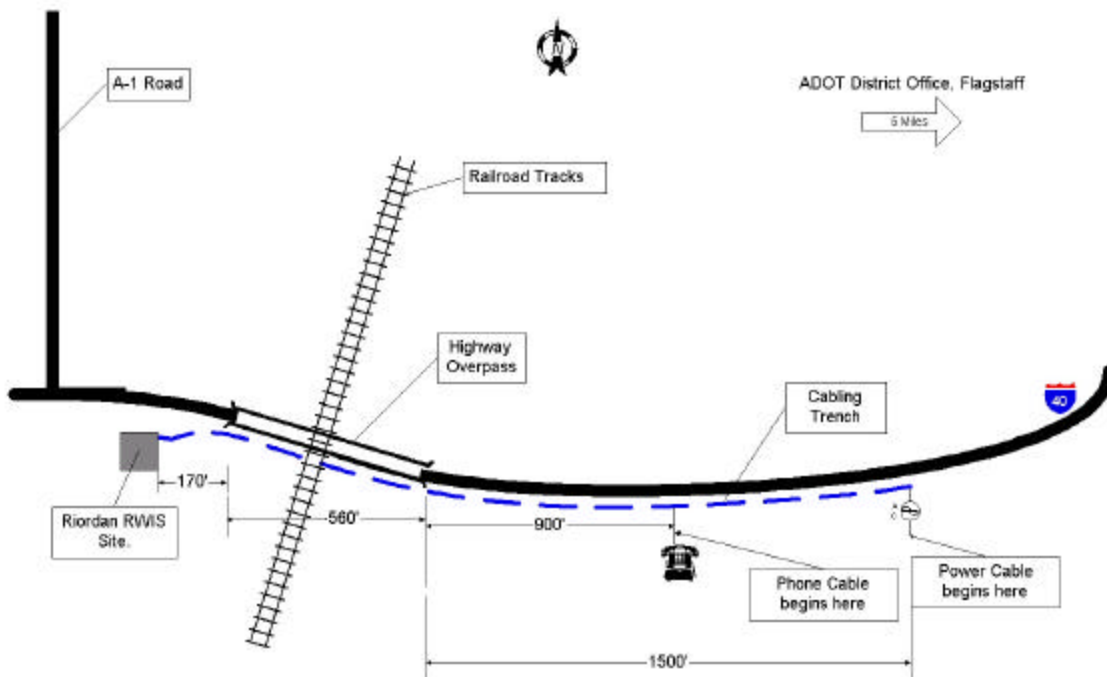 N
A-1 Road
ADOT District Office, Flagstaff
5 Miles
Railroad Tracks
Highway
Overpass
Cabling
Trench
40
170'
560'
900'
Riordan RWIS
Site.
Phone Cable
begins here
Power Cable
begins here
1500'